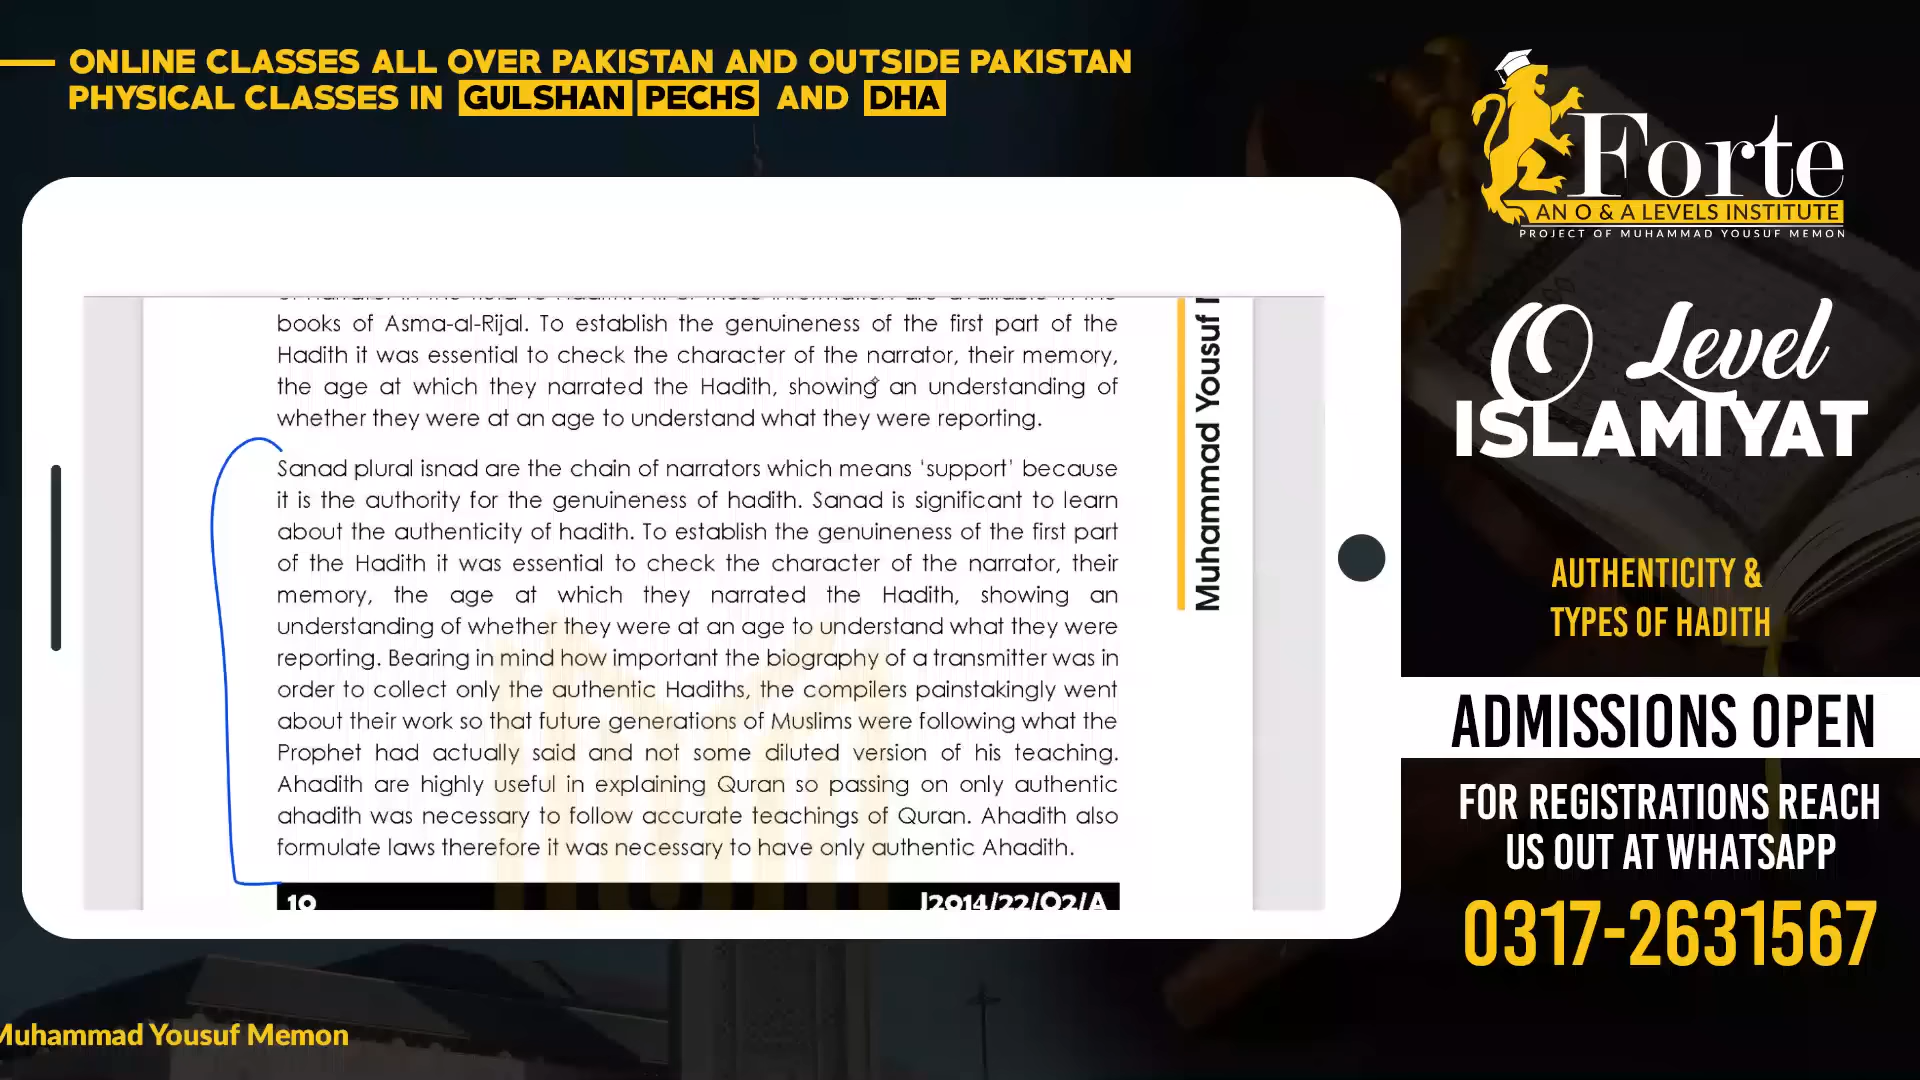 ONLINE CLASSES ALL OVER PAKISTAN AND OUTSIDE PAKISTAN
PHYSICAL CLASSES IN GULSHAN PECHS AND DHA
Forte
AN O & A LEVELS INSTITUTE
PROJECT OF MUHAMMAD YOUSUF MEMON
books of Asma-al-Rijal. To establish the genuineness of the first part of the
Hadith it was essential to check the character of the narrator, their memory,
the age at which they narrated the Hadith, showing an understanding of
whether they were at an age to understand what they were reporting.
Sanad plural isnad are the chain of narrators which means 'support' because
it is the authority for the genuineness of hadith. Sanad is significant to learn
about the authenticity of hadith. To establish the genuineness of the first part
of the Hadith it was essential to check the character of the narrator, their
memory, the age at which they narrated the Hadith, showing an
understanding of whether they were at an age to understand what they were
reporting. Bearing in mind how important the biography of a transmitter was in
order to collect only the authentic Hadiths, the compilers painstakingly went
about their work so that future generations of Muslims were following what the
Prophet had actually said and not some diluted version of his teaching.
Ahadith are highly useful in explaining Quran so passing on only authentic
ahadith was necessary to follow accurate teachings of Quran. Ahadith also
formulate laws therefore it was necessary to have only authentic Ahadith.
10 J2014/22/O2/A
Muhammad Yousuf
O Level
ISLAMIYAT
AUTHENTICITY &
TYPES OF HADITH
ADMISSIONS OPEN
FOR REGISTRATIONS REACH
US OUT AT WHATSAPP
0317-2631567
Muhammad Yousuf Memon